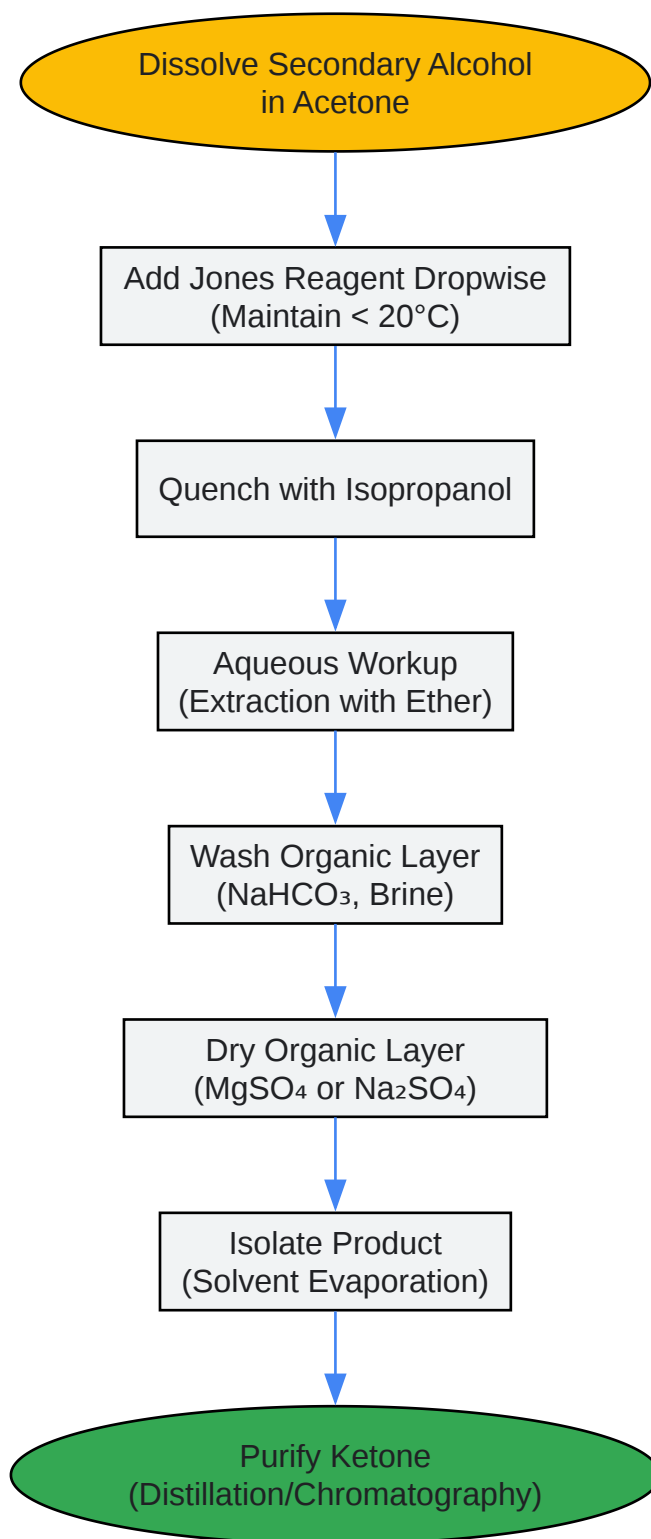 Dissolve Secondary Alcohol
in Acetone
Add Jones Reagent Dropwise
(Maintain < 20°C)
Quench with Isopropanol
Aqueous Workup
(Extraction with Ether)
Wash Organic Layer
(NaHCO₃, Brine)
Dry Organic Layer
(MgSO₄ or Na₂SO₄)
Isolate Product
(Solvent Evaporation)
Purify Ketone
(Distillation/Chromatography)